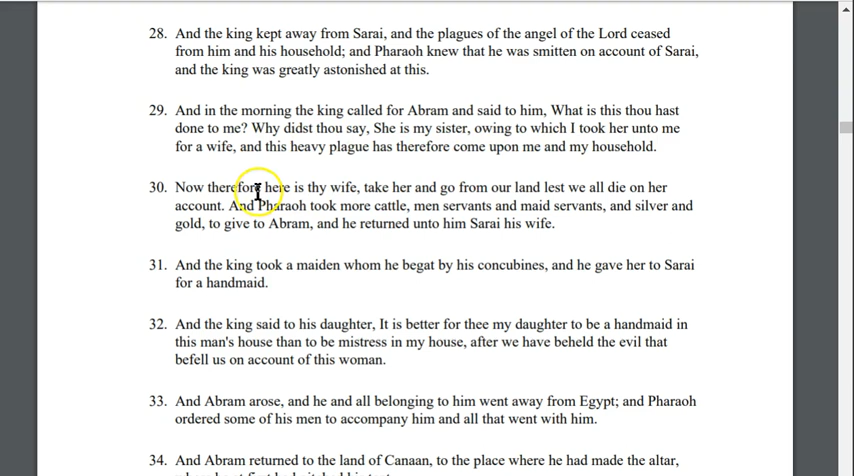 28. And the king kept away from Sarai, and the plagues of the angel of the Lord ceased
from him and his household; and Pharaoh knew that he was smitten on account of Sarai,
and the king was greatly astonished at this.
29. And in the morning the king called for Abram and said to him, What is this thou hast
done to me? Why didst thou say, She is my sister, owing to which I took her unto me
for a wife, and this heavy plague has therefore come upon me and my household.
30. Now therefore here is thy wife, take her and go from our land lest we all die on her
account. And Pharaoh took more cattle, men servants and maid servants, and silver and
gold, to give to Abram, and he returned unto him Sarai his wife.
31. And the king took a maiden whom he begat by his concubines, and he gave her to Sarai
for a handmaid.
32. And the king said to his daughter, It is better for thee my daughter to be a handmaid in
this man's house than to be mistress in my house, after we have beheld the evil that
befell us on account of this woman.
33. And Abram arose, and he and all belonging to him went away from Egypt; and Pharaoh
ordered some of his men to accompany him and all that went with him.
34. And Abram returned to the land of Canaan, to the place where he had made the altar,